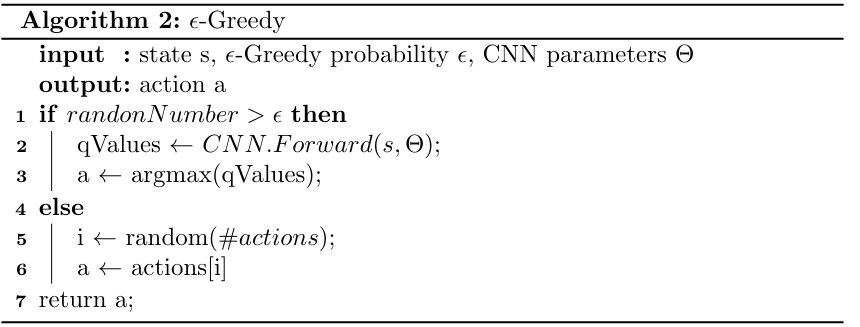 Algorithm 2: ϵ-Greedy
input : state s, ϵ-Greedy probability ϵ, CNN parameters Θ
output: action a
1 if randonNumber > ϵ then
2 qValues ← CNN.Forward(s, Θ);
3 a ← argmax(qValues);
4 else
5 i ← random(#actions);
6 a ← actions[i]
7 return a;